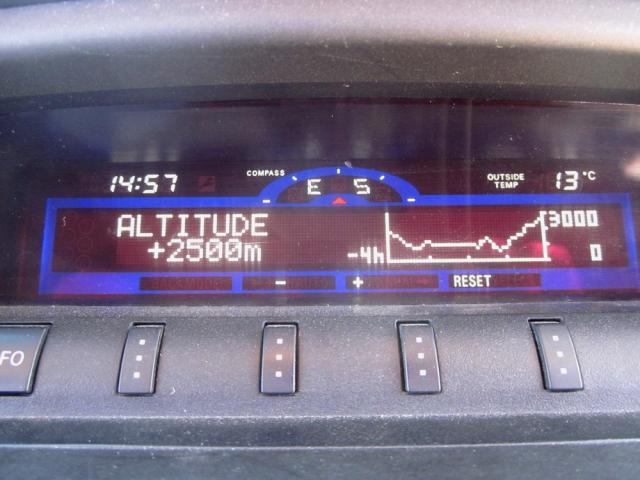 14:57
COMPASS
E S
OUTSIDE
TEMP
13°C
ALTITUDE
+2500m
-4h
3000
0
- + RESET
FO